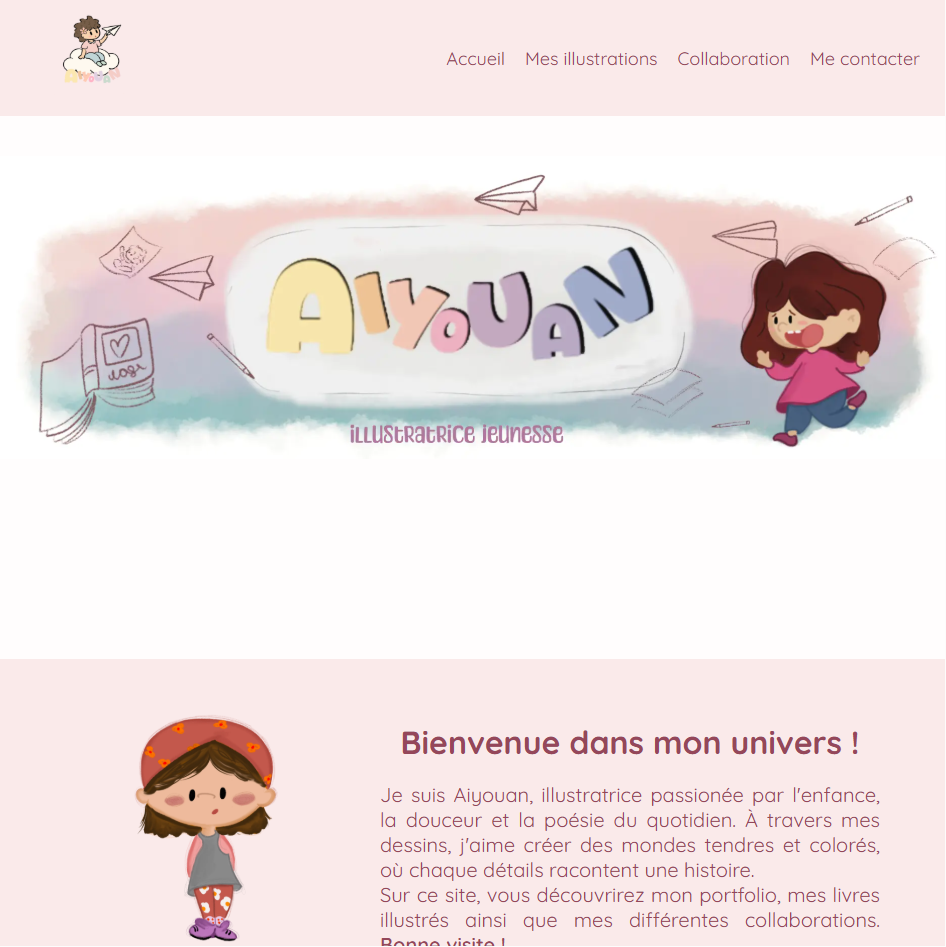 AIYOUAN
Accueil Mes illustrations Collaboration Me contacter
AIYOUAN
illustratrice jeunesse
Bienvenue dans mon univers !
Je suis Aiyouan, illustratrice passionée par l'enfance,
la douceur et la poésie du quotidien. À travers mes
dessins, j'aime créer des mondes tendres et colorés,
où chaque détails racontent une histoire.
Sur ce site, vous découvrirez mon portfolio, mes livres
illustrés ainsi que mes différentes collaborations.
Bonne visite !